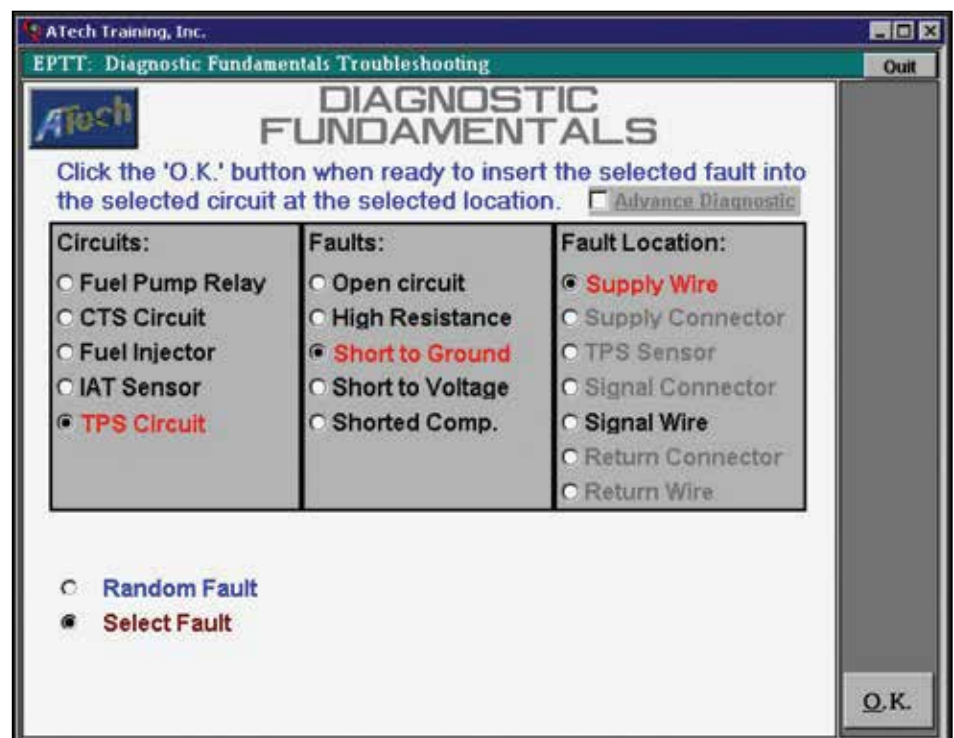 ATech Training, Inc.
EPTT: Diagnostic Fundamentals Troubleshooting
Quit
ATech
DIAGNOSTIC
FUNDAMENTALS
Click the 'O.K.' button when ready to insert the selected fault into
the selected circuit at the selected location.
Advance Diagnostic
Circuits:
Fuel Pump Relay
CTS Circuit
Fuel Injector
IAT Sensor
TPS Circuit
Faults:
Open circuit
High Resistance
Short to Ground
Short to Voltage
Shorted Comp.
Fault Location:
Supply Wire
Supply Connector
TPS Sensor
Signal Connector
Signal Wire
Return Connector
Return Wire
Random Fault
Select Fault
O.K.